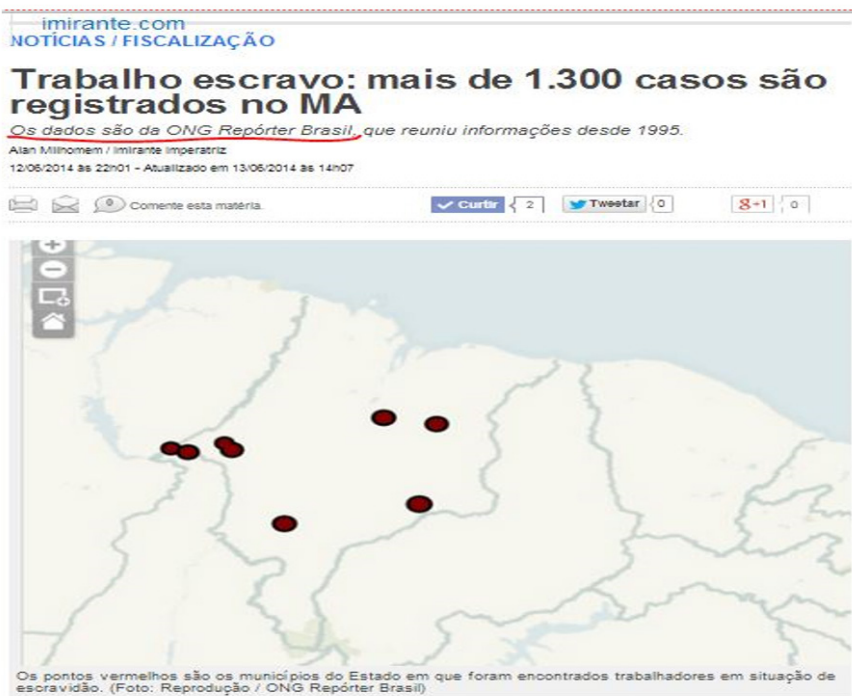 imirante.com
NOTÍCIAS / FISCALIZAÇÃO
Trabalho escravo: mais de 1.300 casos são
registrados no MA
Os dados são da ONG Repórter Brasil, que reuniu informações desde 1995.
Alan Milhomem / Imirante Imperatriz
12/06/2014 às 22h01 - Atualizado em 13/06/2014 às 14h07
0 Comente esta matéria. Curtir 2 Tweetar 0 g+1 0
Os pontos vermelhos são os municípios do Estado em que foram encontrados trabalhadores em situação de
escravidão. (Foto: Reprodução / ONG Repórter Brasil)